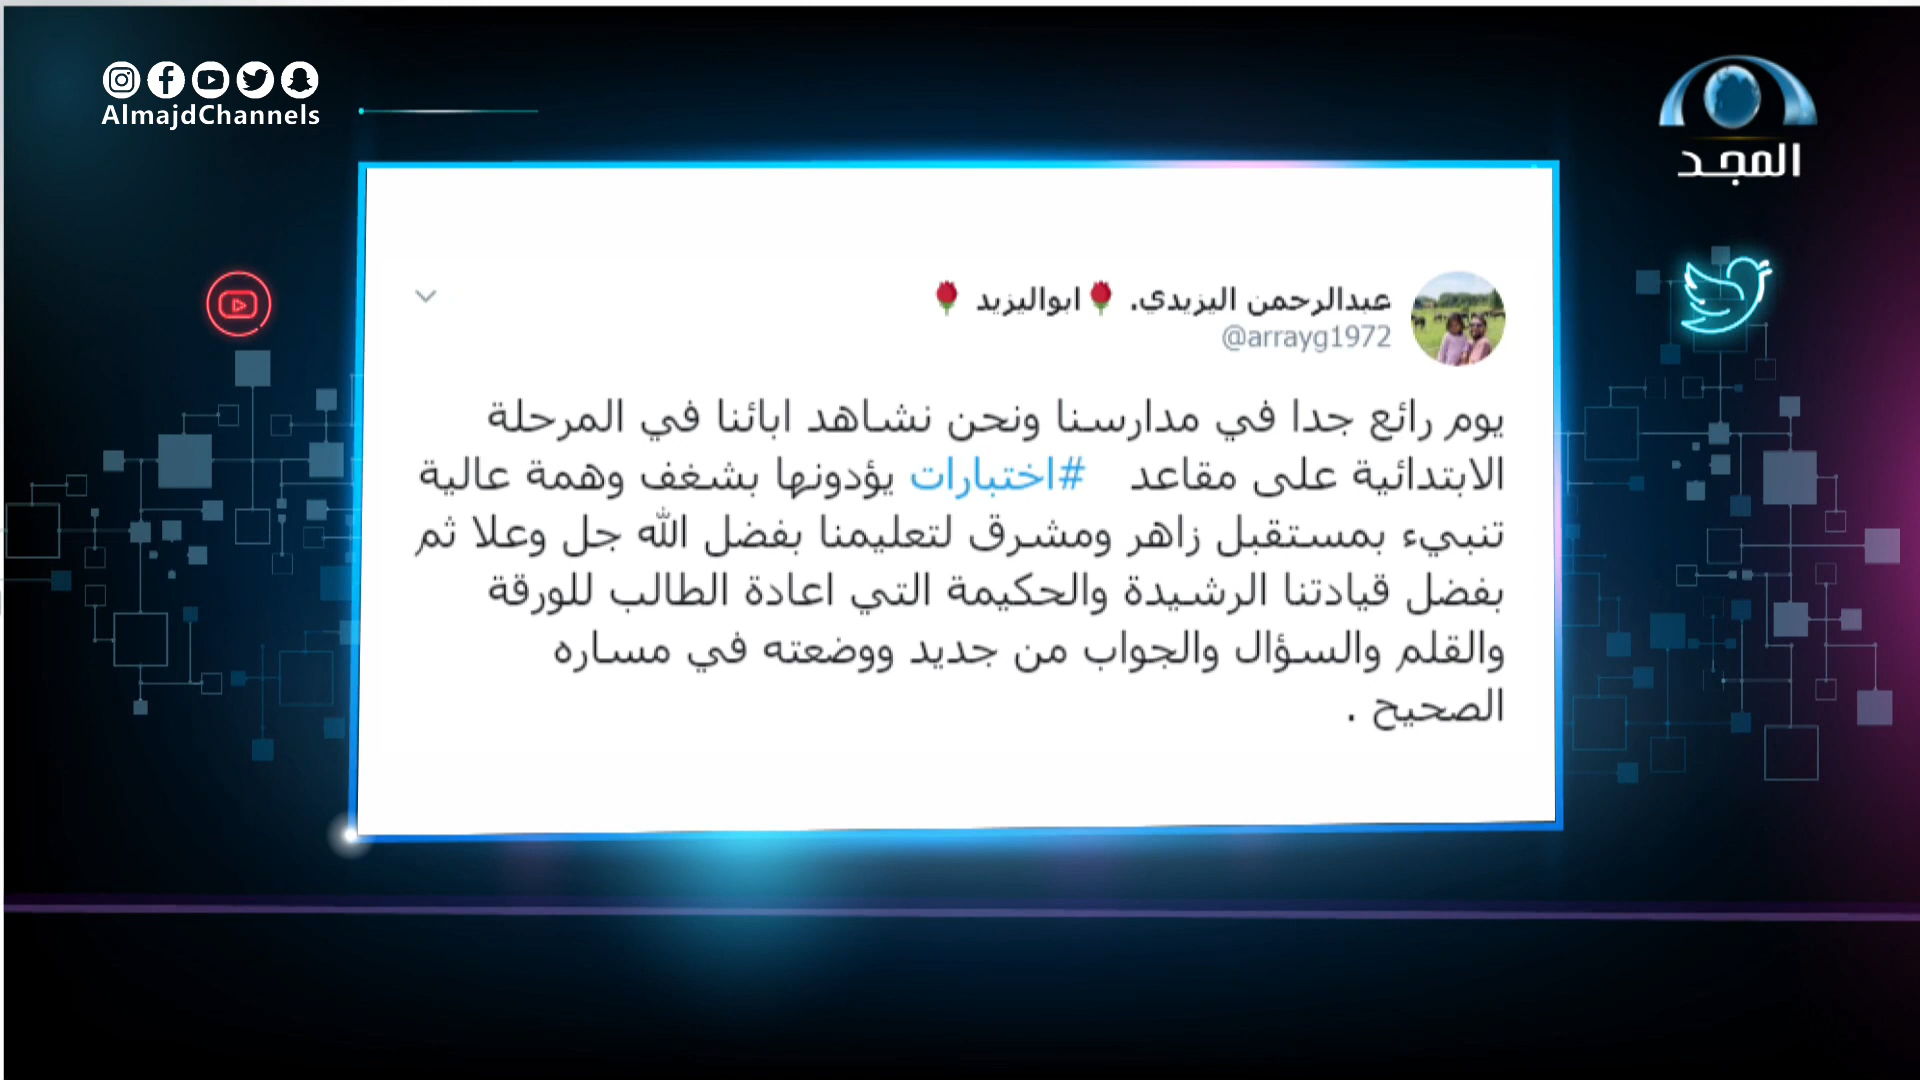 AlmajdChannels
المجد
عبدالرحمن اليزيدي. 🌹 ابواليزيد 🌹
@arrayg1972
يوم رائع جدا في مدارسنا ونحن نشاهد ابائنا في المرحلة
الابتدائية على مقاعد #اختبارات يؤدونها بشغف وهمة عالية
تنبيء بمستقبل زاهر ومشرق لتعليمنا بفضل الله جل وعلا ثم
بفضل قيادتنا الرشيدة والحكيمة التي اعادة الطالب للورقة
والقلم والسؤال والجواب من جديد ووضعته في مساره
الصحيح .